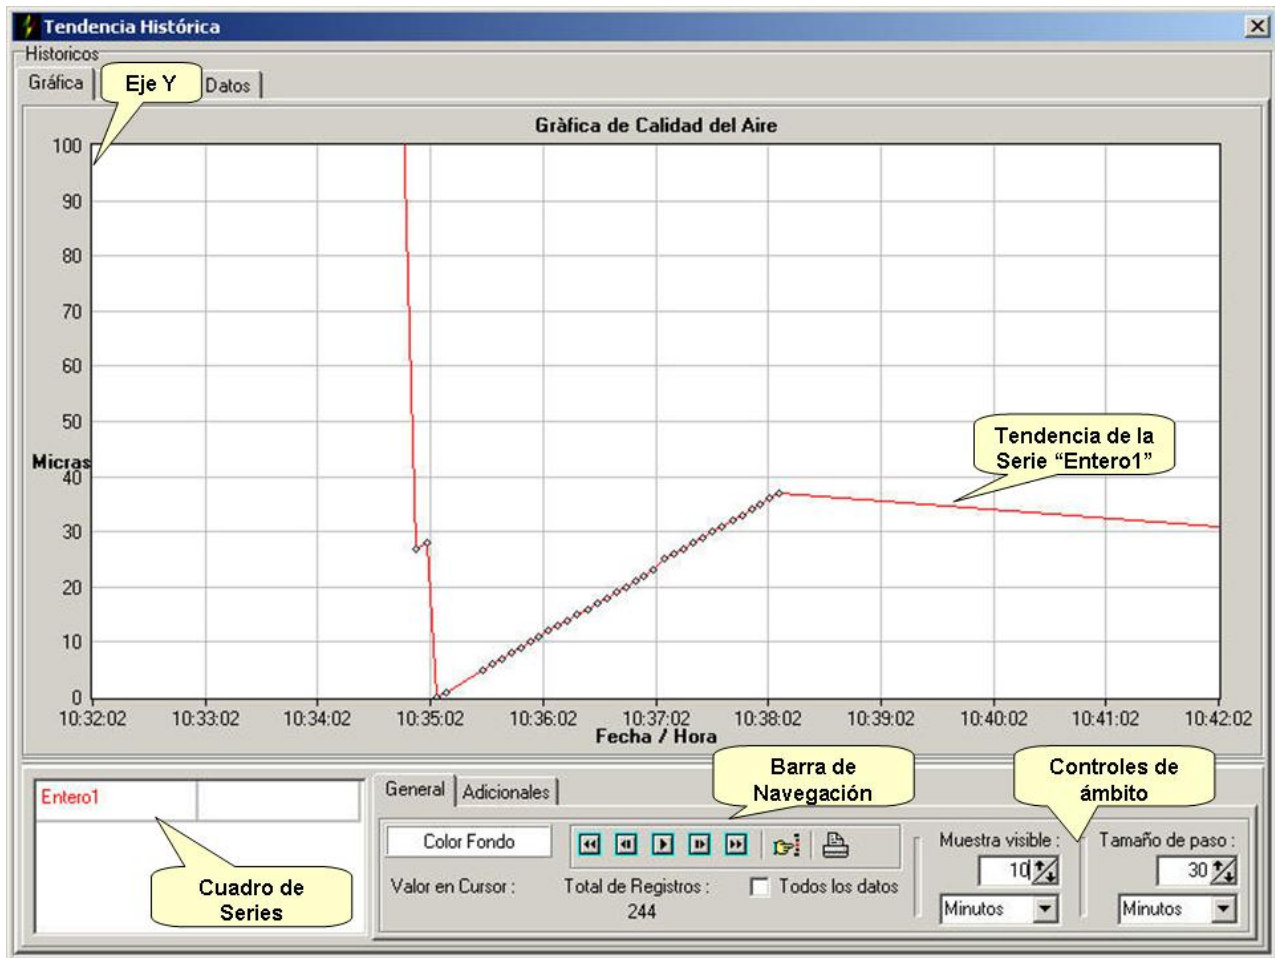 Tendencia Histórica
Historicos
Gráfica
Eje Y
Datos
Gràfica de Calidad del Aire
100
90
80
70
60
50
Micras
40
30
20
10
0
Tendencia de la
Serie “Entero1”
10:32:02 10:33:02 10:34:02 10:35:02 10:36:02 10:37:02 10:38:02 10:39:02 10:40:02 10:41:02 10:42:02
Fecha / Hora
Entero1
Cuadro de
Series
General Adicionales
Barra de
Navegación
Controles de
ámbito
Color Fondo
Valor en Cursor :
Total de Registros :
244
Todos los datos
Muestra visible :
10
Minutos
Tamaño de paso :
30
Minutos